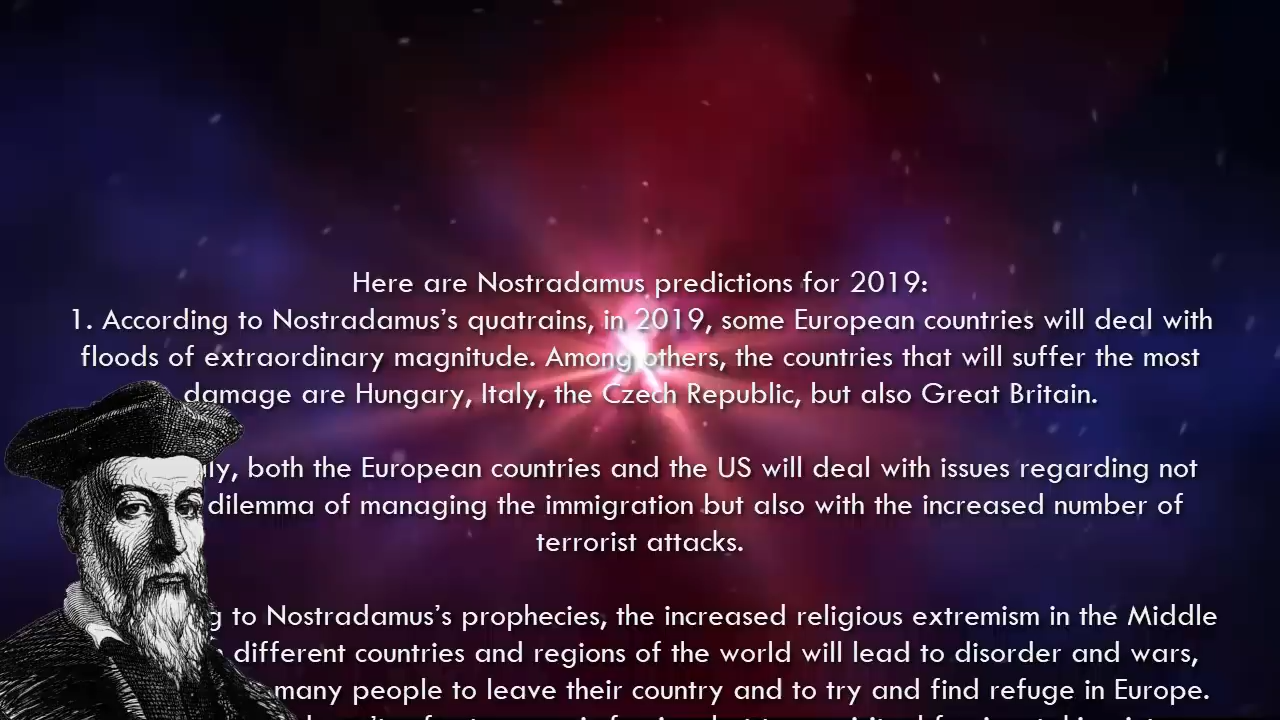 Here are Nostradamus predictions for 2019:
1. According to Nostradamus's quatrains, in 2019, some European countries will deal with
floods of extraordinary magnitude. Among others, the countries that will suffer the most
damage are Hungary, Italy, the Czech Republic, but also Great Britain.
both the European countries and the US will deal with issues regarding not
dilemma of managing the immigration but also with the increased number of
terrorist attacks.
to Nostradamus's prophecies, the increased religious extremism in the Middle
different countries and regions of the world will lead to disorder and wars,
many people to leave their country and to try and find refuge in Europe.